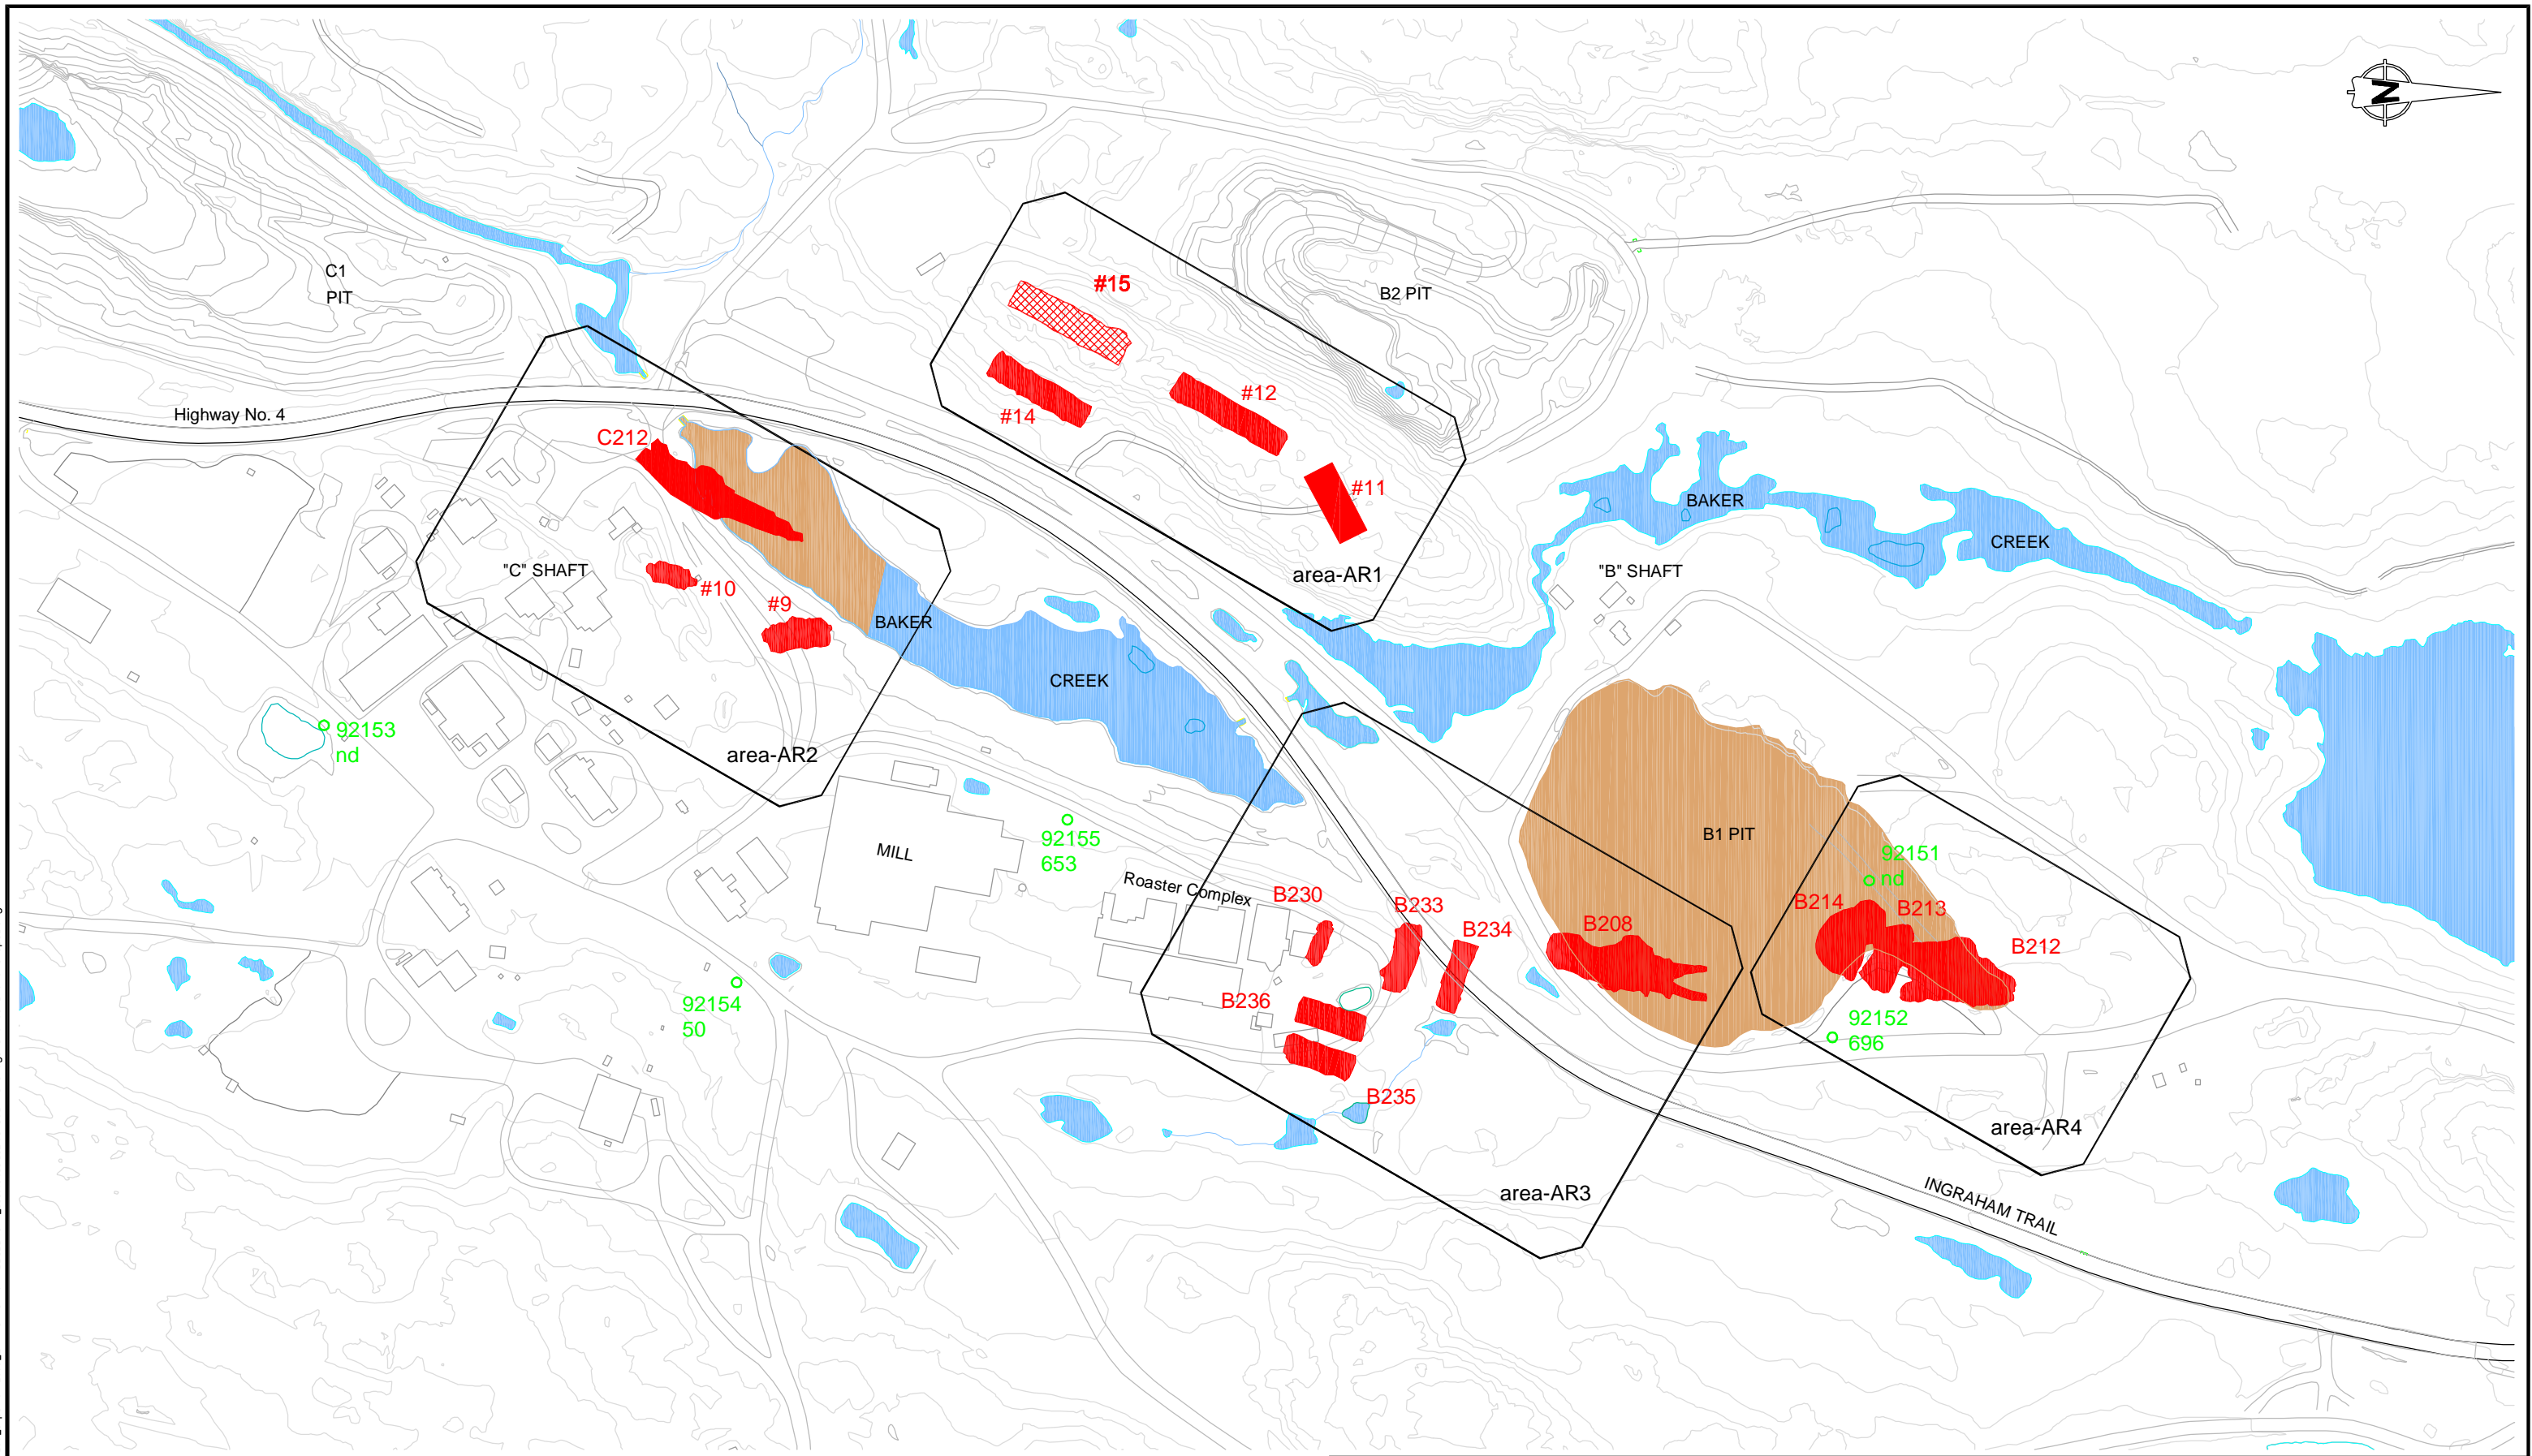 N
C1
PIT
#15
B2 PIT
#12
Highway No. 4
#14
C212
#11
BAKER
CREEK
"C" SHAFT
"B" SHAFT
area-AR1
#10
#9
BAKER
CREEK
92153
nd
area-AR2
92155
653
MILL
B1 PIT
92151
nd
Roaster Complex
B230
B233
B234
B208
B214
B213
B212
B236
92154
50
92152
696
B235
area-AR4
area-AR3
INGRAHAM TRAIL